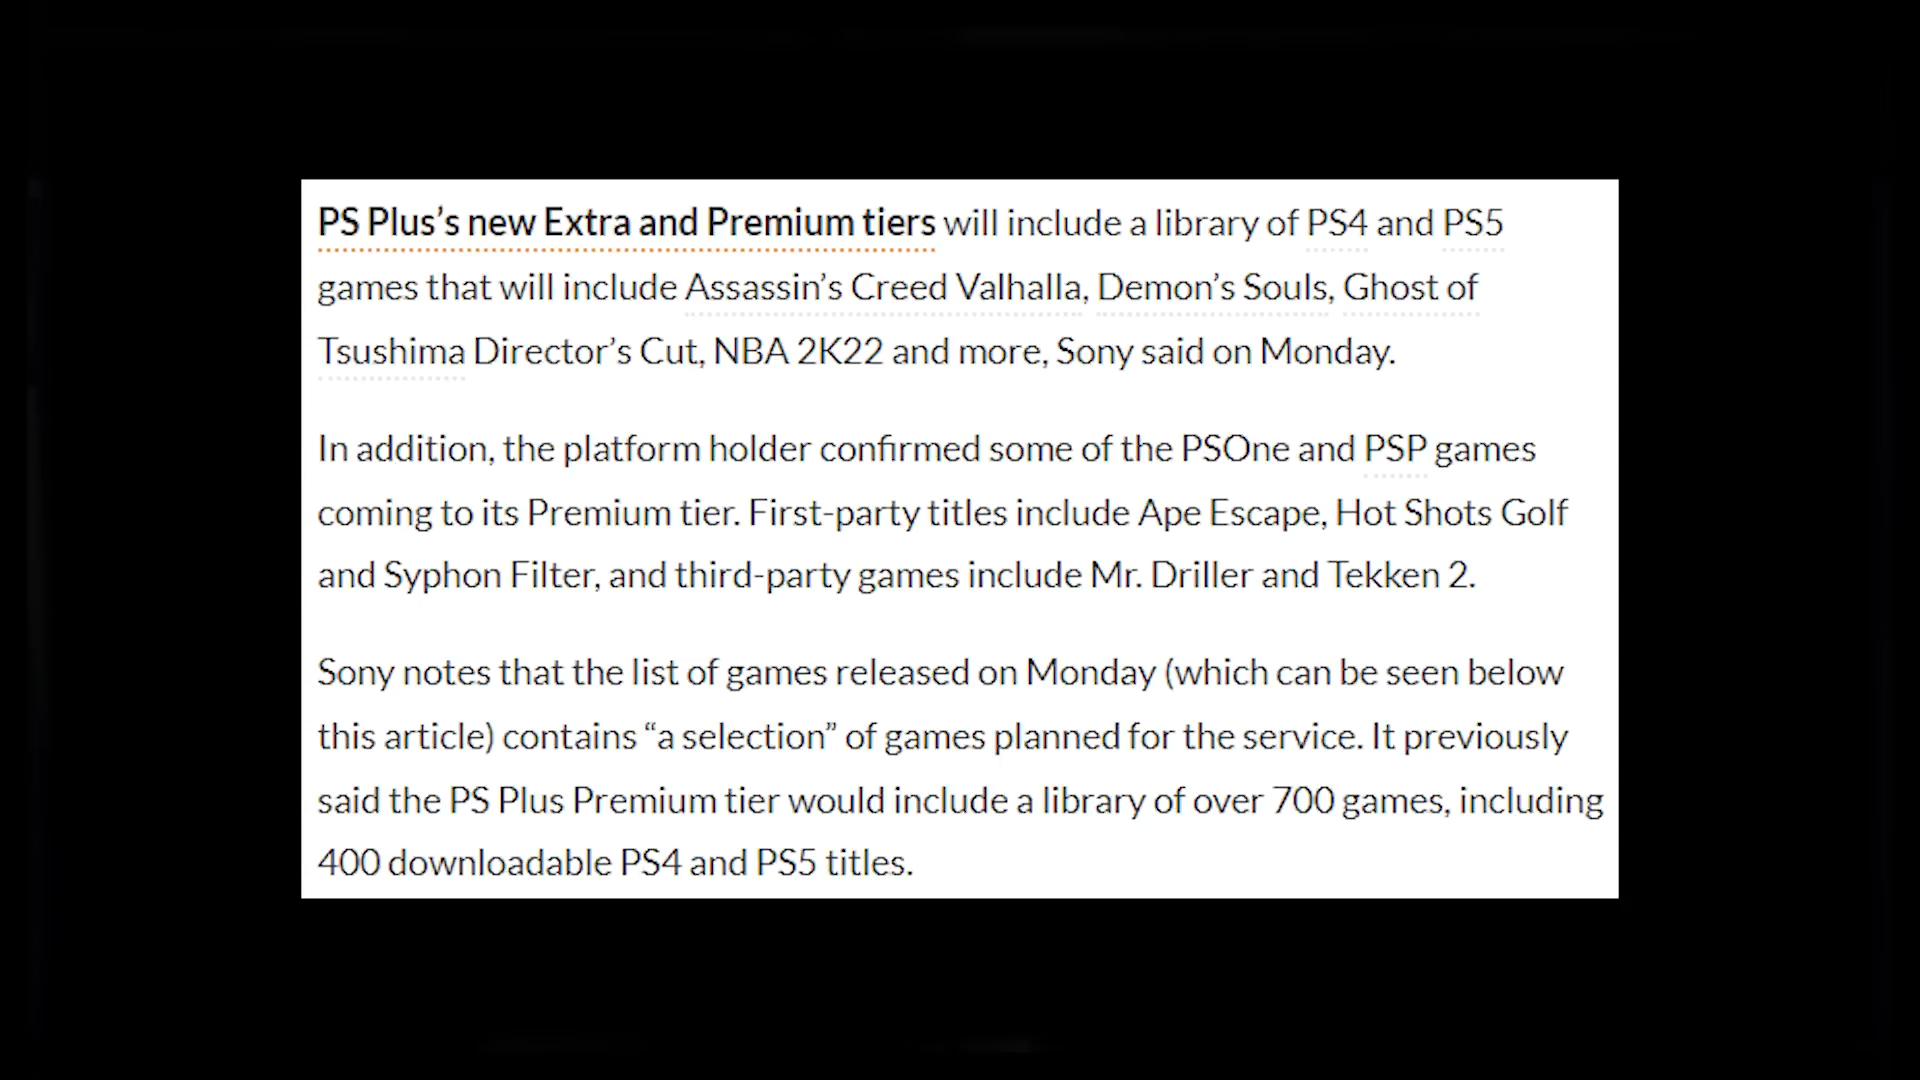 PS Plus’s new Extra and Premium tiers will include a library of PS4 and PS5
games that will include Assassin’s Creed Valhalla, Demon’s Souls, Ghost of
Tsushima Director’s Cut, NBA 2K22 and more, Sony said on Monday.
In addition, the platform holder confirmed some of the PSOne and PSP games
coming to its Premium tier. First-party titles include Ape Escape, Hot Shots Golf
and Syphon Filter, and third-party games include Mr. Driller and Tekken 2.
Sony notes that the list of games released on Monday (which can be seen below
this article) contains “a selection” of games planned for the service. It previously
said the PS Plus Premium tier would include a library of over 700 games, including
400 downloadable PS4 and PS5 titles.